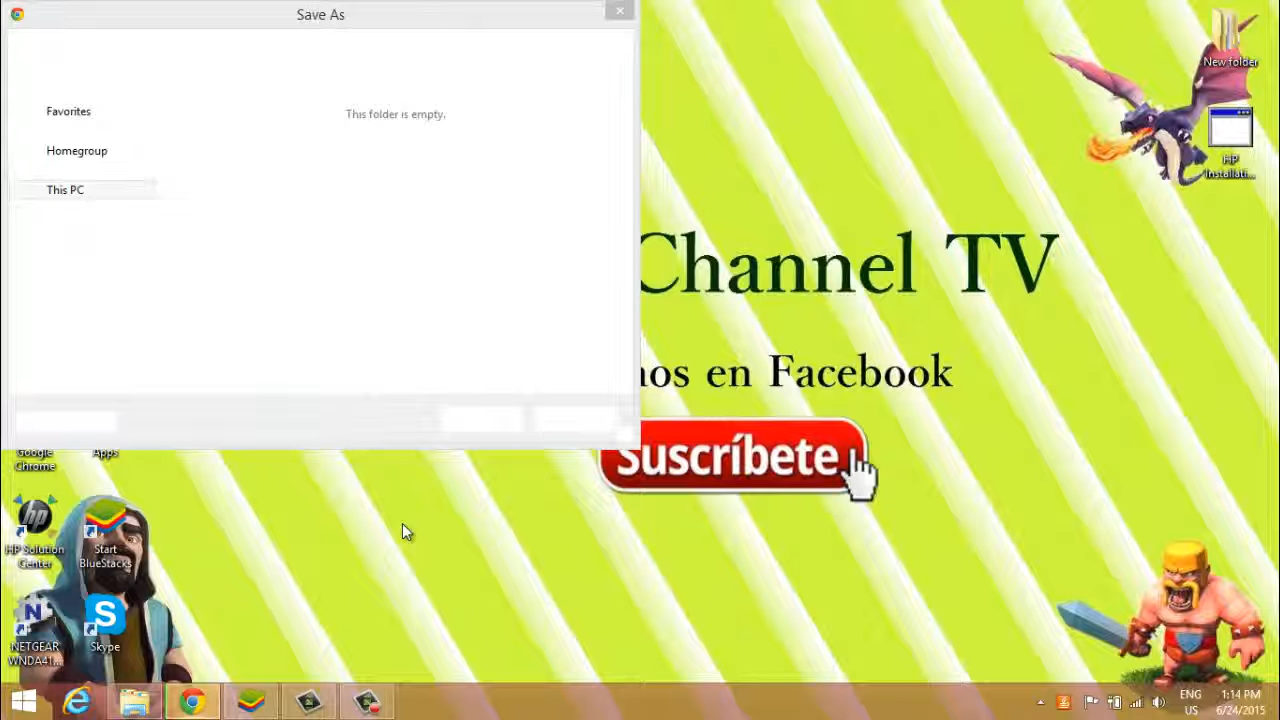 Save As
New folder
Favorites
This folder is empty.
Homegroup
This PC
HP
Installati...
Channel TV
nos en Facebook
Suscríbete
Google
Chrome
Apps
hp
HP Solution
Center
Start
BlueStacks
N
NETGEAR
WNDA41...
S
Skype
ENG
US
1:14 PM
6/24/2015